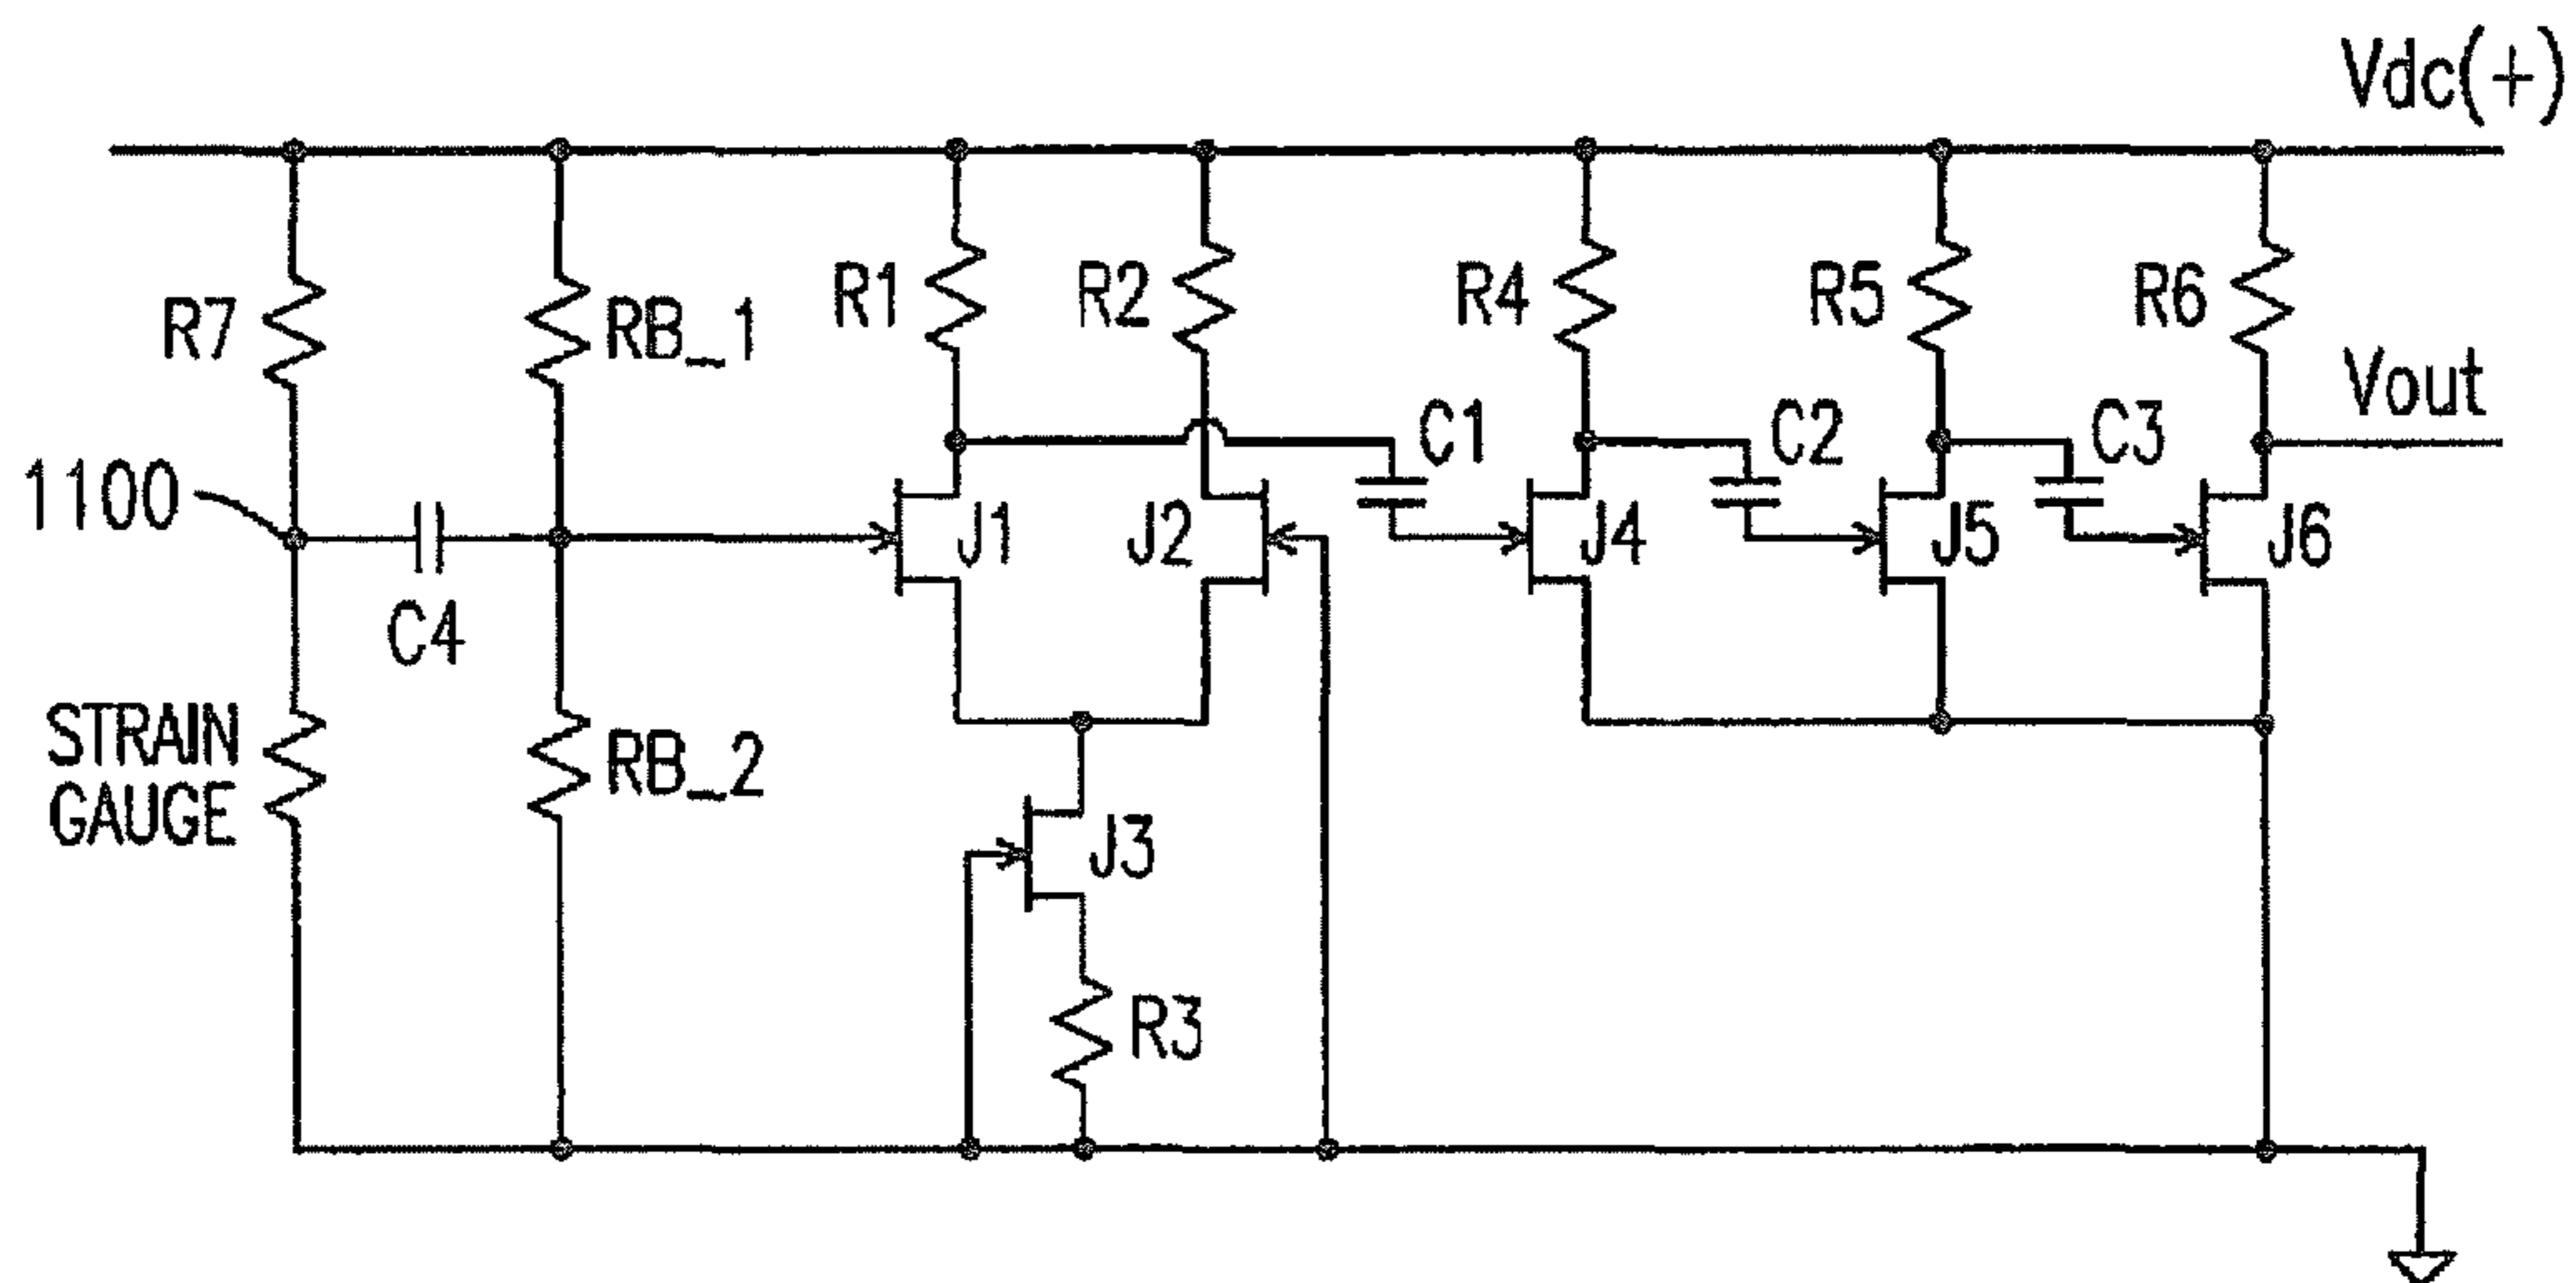 Vdc(+)
R7
RB_1
R1
R2
R4
R5
R6
Vout
C1
C2
C3
1100
J1
J2
J4
J5
J6
C4
STRAIN
GAUGE
RB_2
J3
R3